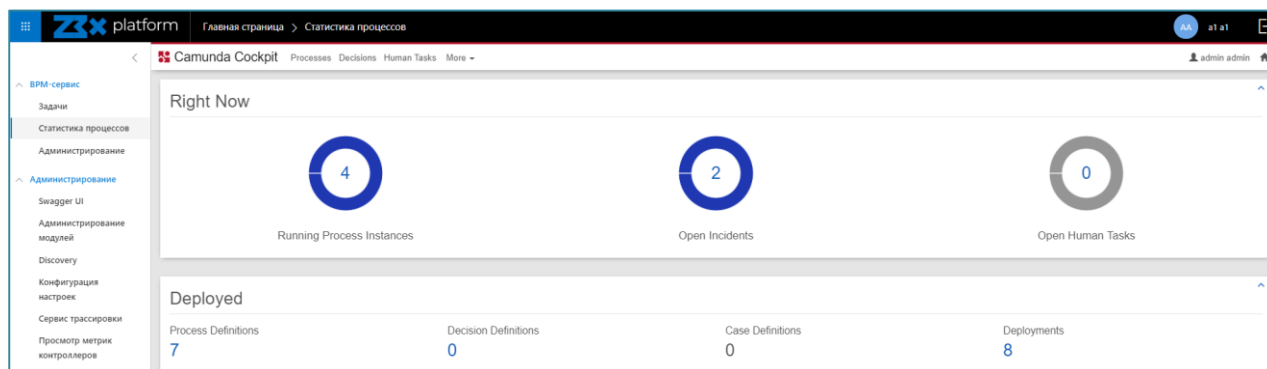 Z3X platform Главная страница > Статистика процессов AA a1 a1
Camunda Cockpit Processes Decisions Human Tasks More admin admin
BPM-сервис
Задачи
Статистика процессов
Администрирование
Администрирование
Swagger UI
Администрирование
модулей
Discovery
Конфигурация
настроек
Сервис трассировки
Просмотр метрик
контроллеров
Right Now
4 2 0
Running Process Instances Open Incidents Open Human Tasks
Deployed
Process Definitions Decision Definitions Case Definitions Deployments
7 0 0 8